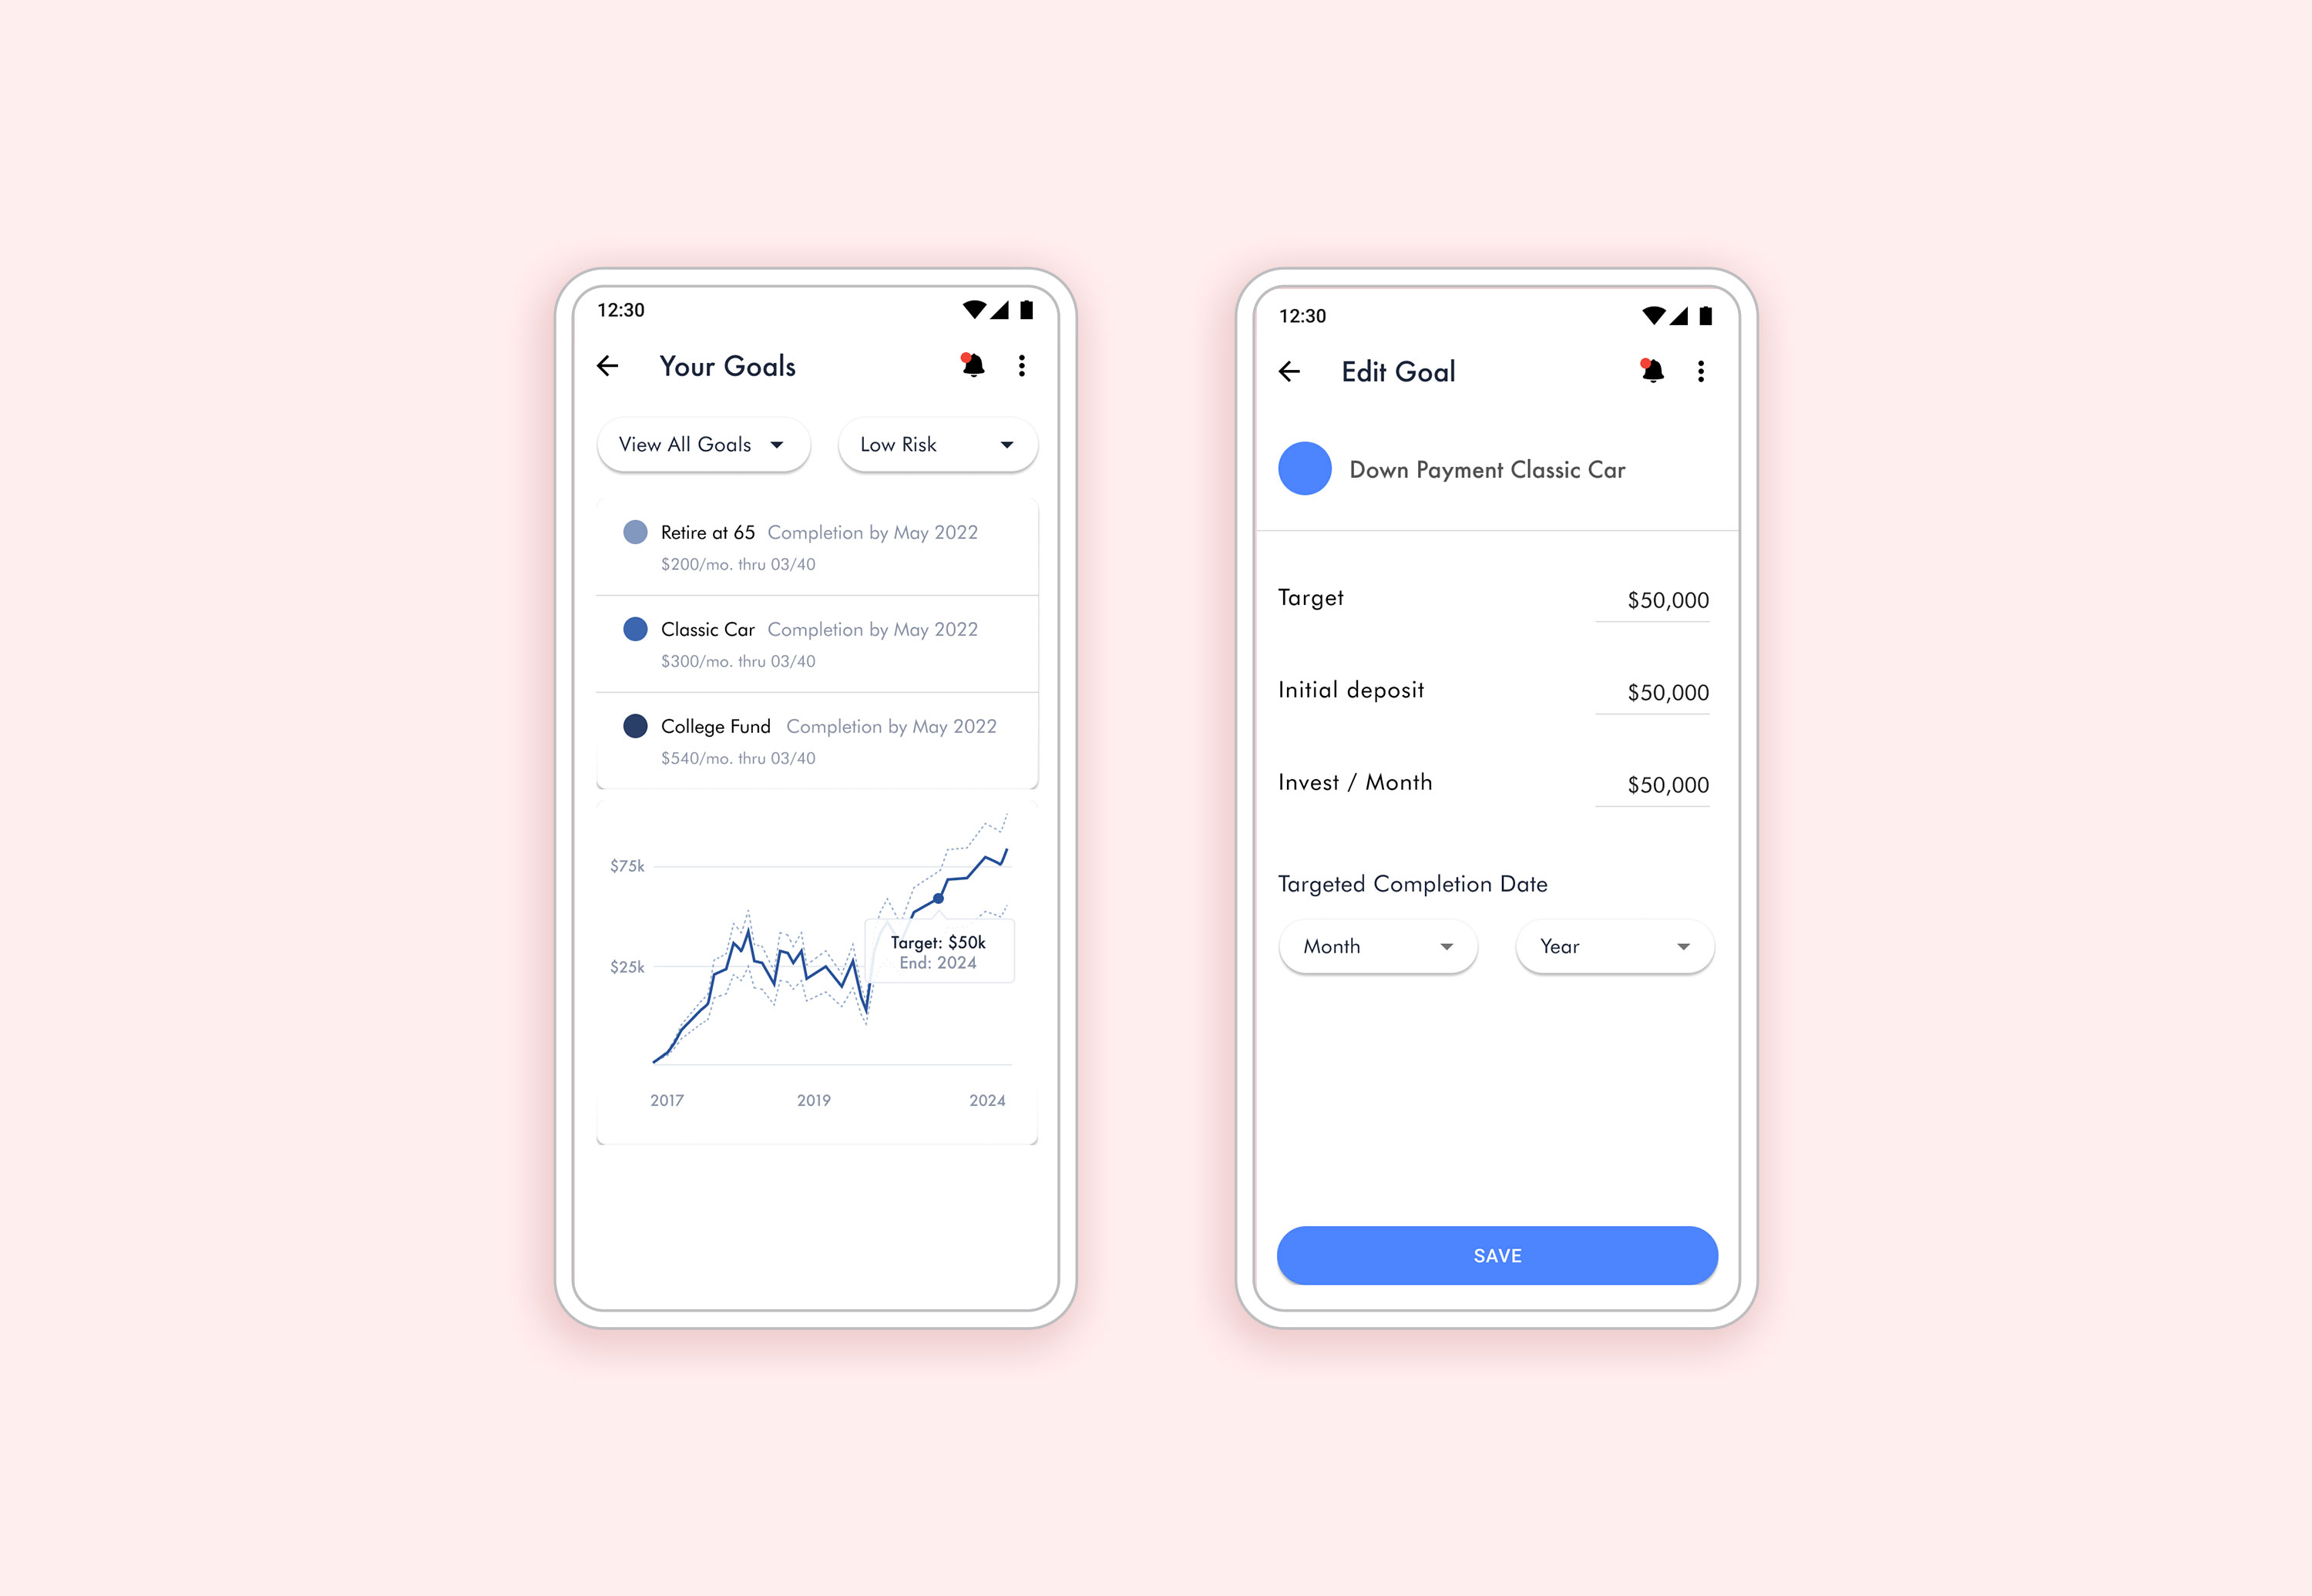 12:30
Your Goals
View All Goals
Low Risk
Retire at 65 Completion by May 2022
$200/mo. thru 03/40
Classic Car Completion by May 2022
$300/mo. thru 03/40
College Fund Completion by May 2022
$540/mo. thru 03/40
$75k
$25k
Target: $50k
End: 2024
2017 2019 2024
12:30
Edit Goal
Down Payment Classic Car
Target $50,000
Initial deposit $50,000
Invest / Month $50,000
Targeted Completion Date
Month
Year
SAVE